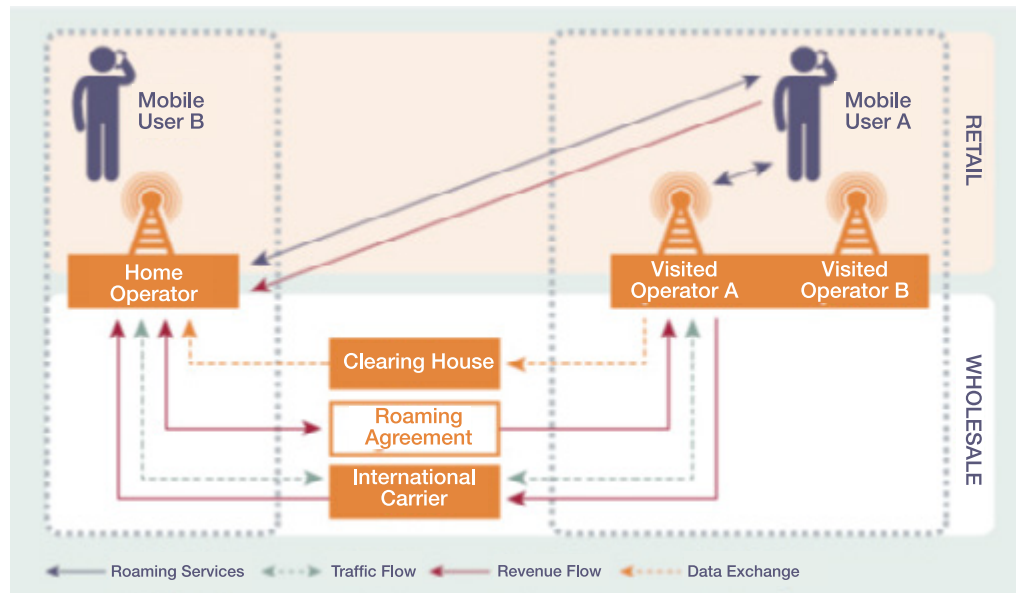 Mobile
User B
Mobile
User A
RETAIL
Home
Operator
Visited
Operator A
Visited
Operator B
Clearing House
Roaming
Agreement
International
Carrier
WHOLESALE
Roaming Services
Traffic Flow
Revenue Flow
Data Exchange